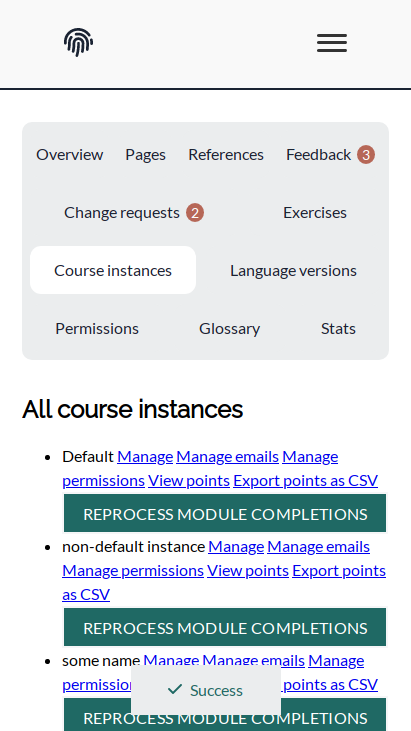 Overview Pages References Feedback 3
Change requests 2 Exercises
Course instances Language versions
Permissions Glossary Stats
All course instances
Default Manage Manage emails Manage
permissions View points Export points as CSV
REPROCESS MODULE COMPLETIONS
non-default instance Manage Manage emails
Manage permissions View points Export points
as CSV
REPROCESS MODULE COMPLETIONS
some name Manage Manage emails Manage
points as CSV
Success
REPROCESS MODULE COMPLETIONS